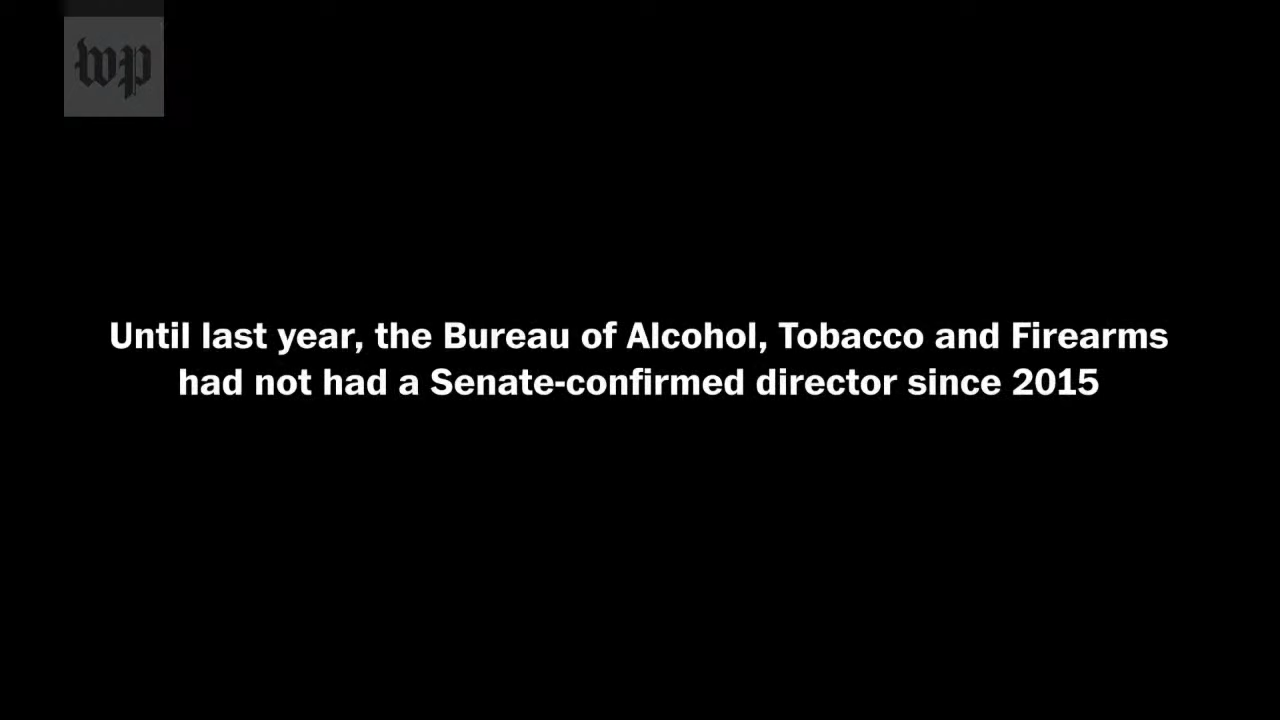 wp
Until last year, the Bureau of Alcohol, Tobacco and Firearms
had not had a Senate-confirmed director since 2015